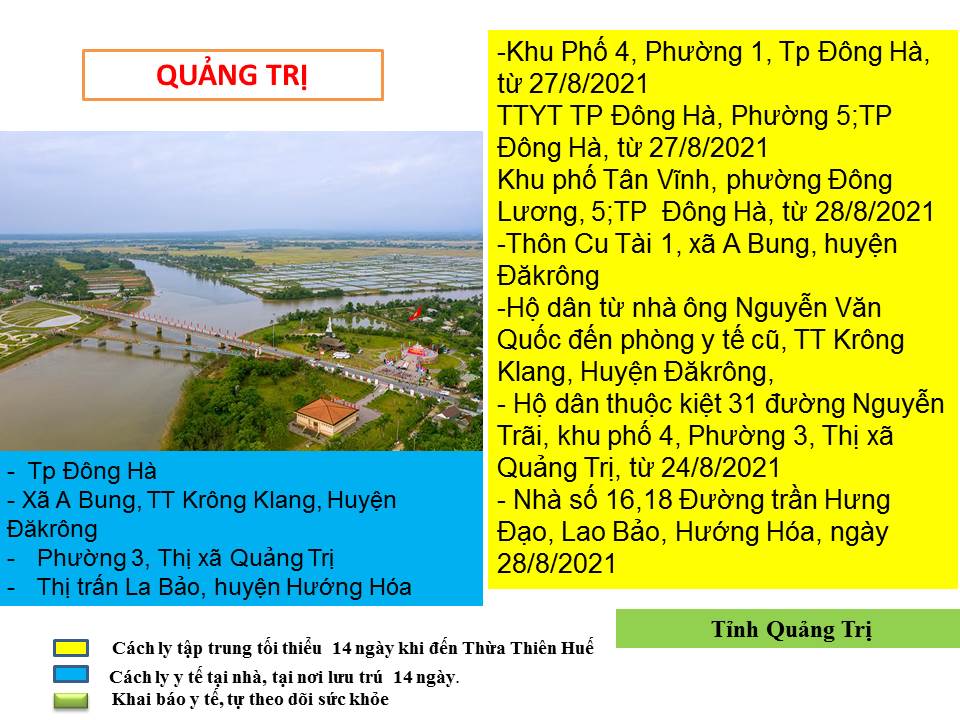 QUẢNG TRỊ
-Khu Phố 4, Phường 1, Tp Đông Hà,
từ 27/8/2021
TTYT TP Đông Hà, Phường 5;TP
Đông Hà, từ 27/8/2021
Khu phố Tân Vĩnh, phường Đông
Lương, 5;TP Đông Hà, từ 28/8/2021
-Thôn Cu Tài 1, xã A Bung, huyện
Đăkrông
-Hộ dân từ nhà ông Nguyễn Văn
Quốc đến phòng y tế cũ, TT Krông
Klang, Huyện Đăkrông,
- Hộ dân thuộc kiệt 31 đường Nguyễn
Trãi, khu phố 4, Phường 3, Thị xã
Quảng Trị, từ 24/8/2021
- Nhà số 16,18 Đường trần Hưng
Đạo, Lao Bảo, Hướng Hóa, ngày
28/8/2021
- Tp Đông Hà
- Xã A Bung, TT Krông Klang, Huyện
Đăkrông
- Phường 3, Thị xã Quảng Trị
- Thị trấn La Bảo, huyện Hướng Hóa
Tỉnh Quảng Trị
Cách ly tập trung tối thiểu 14 ngày khi đến Thừa Thiên Huế
Cách ly y tế tại nhà, tại nơi lưu trú 14 ngày.
Khai báo y tế, tự theo dõi sức khỏe